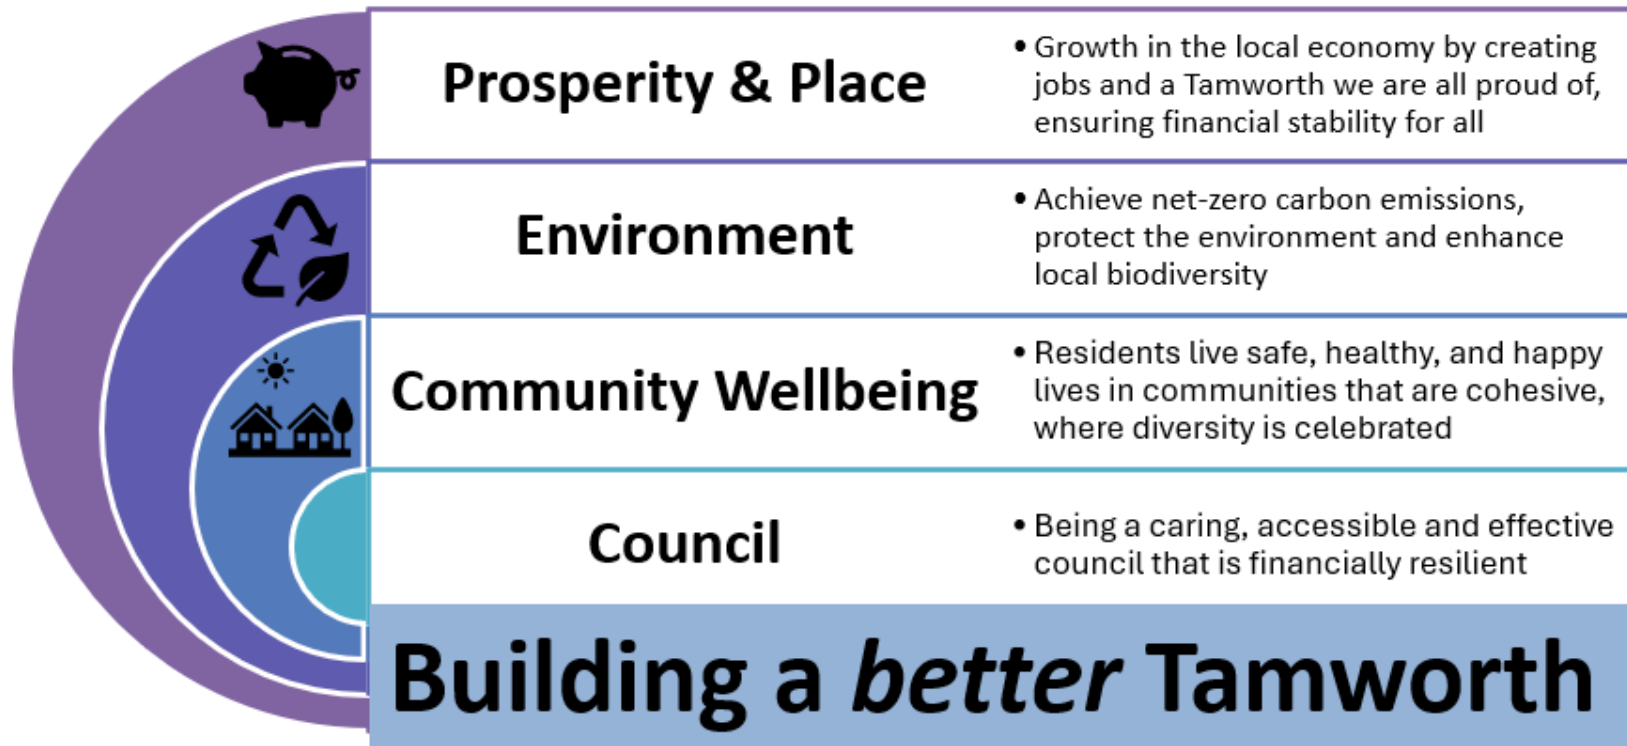 Prosperity & Place
• Growth in the local economy by creating
jobs and a Tamworth we are all proud of,
ensuring financial stability for all
Environment
• Achieve net-zero carbon emissions,
protect the environment and enhance
local biodiversity
Community Wellbeing
• Residents live safe, healthy, and happy
lives in communities that are cohesive,
where diversity is celebrated
Council
• Being a caring, accessible and effective
council that is financially resilient
Building a better Tamworth